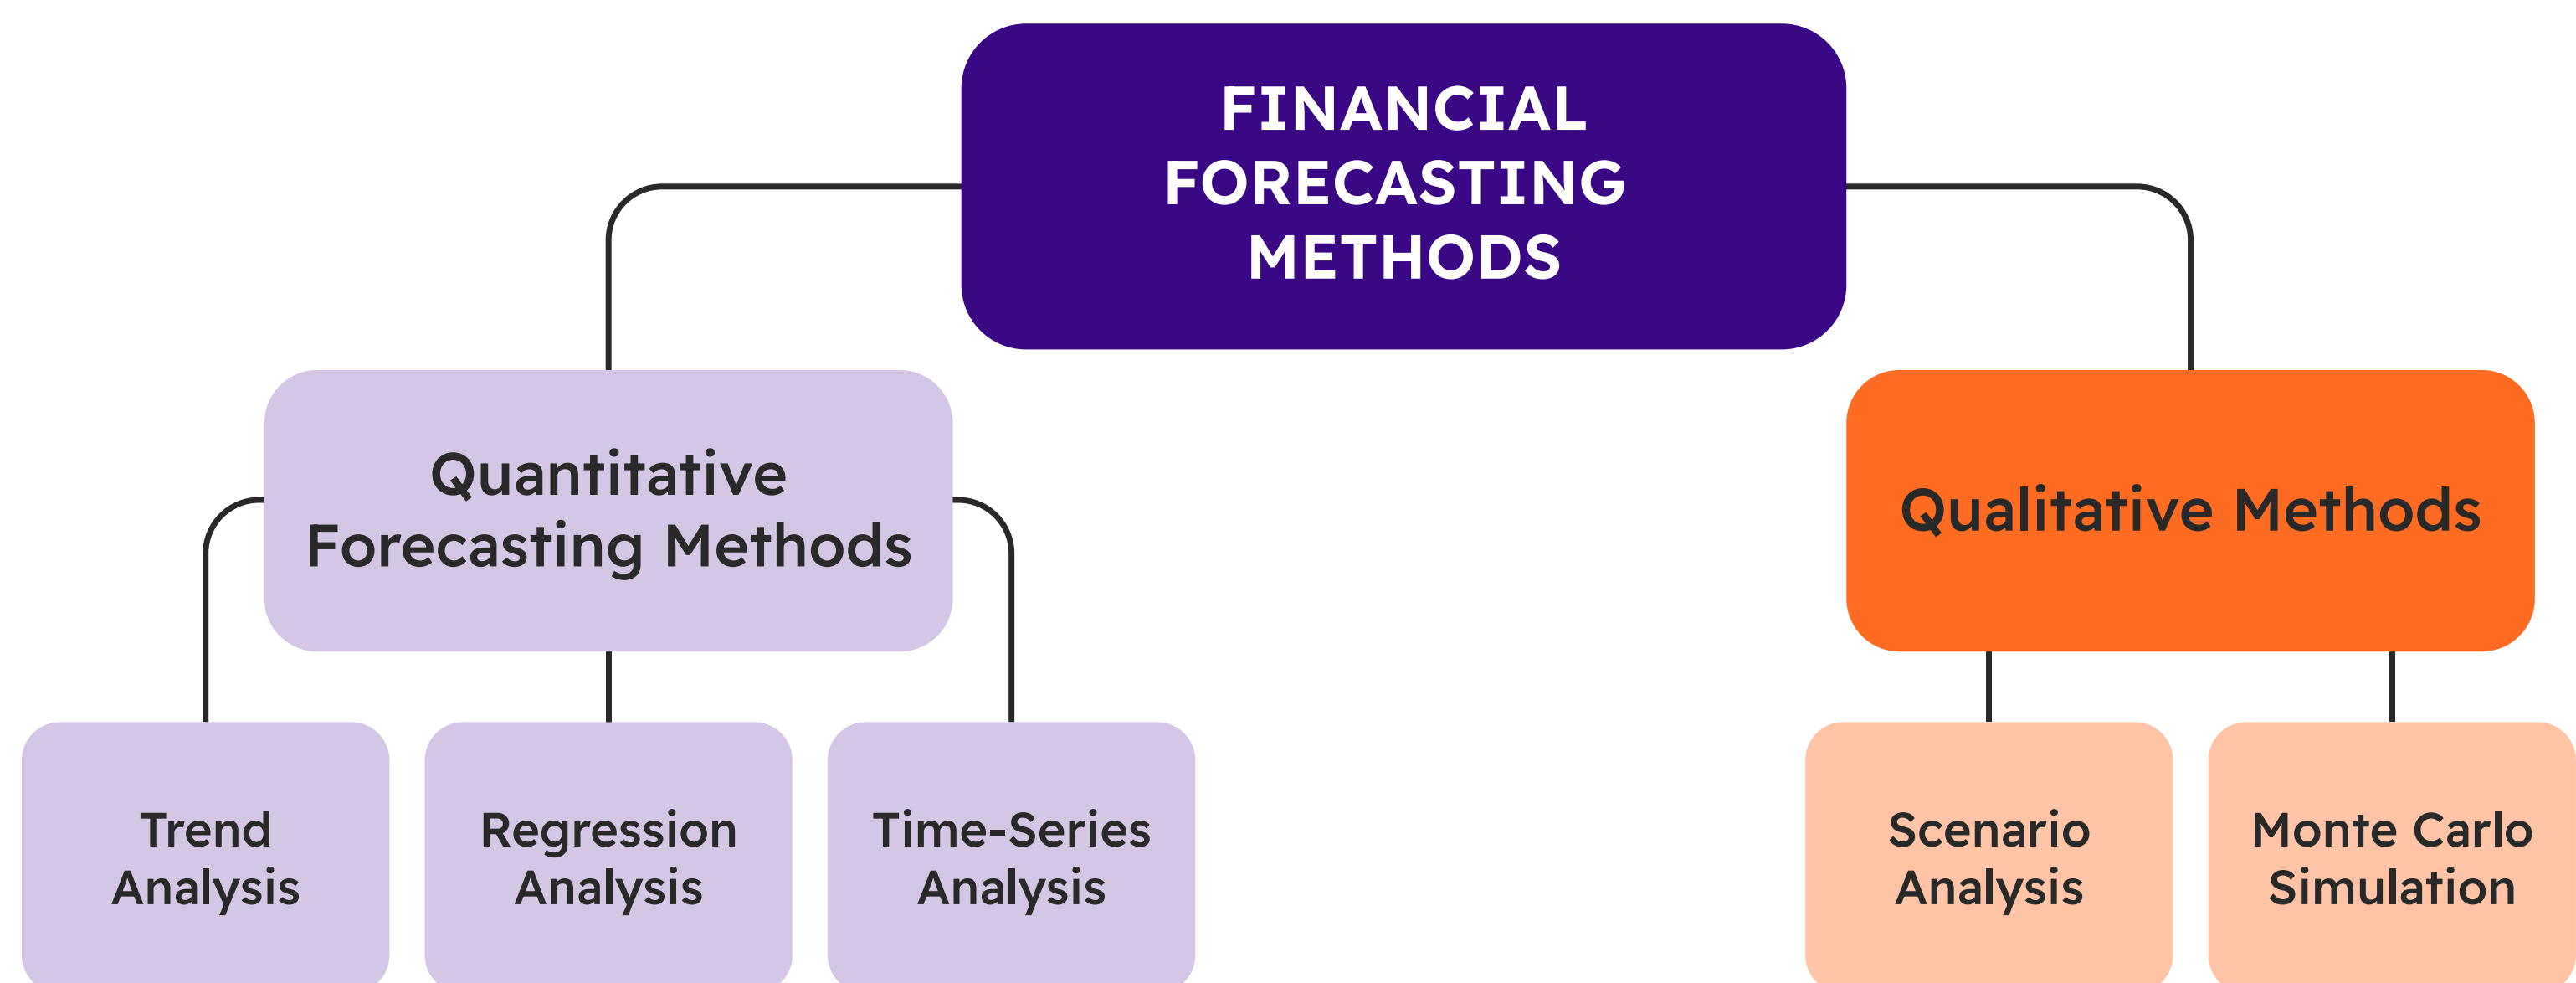 FINANCIAL
FORECASTING
METHODS
Quantitative
Forecasting Methods
Qualitative Methods
Trend
Analysis
Regression
Analysis
Time-Series
Analysis
Scenario
Analysis
Monte Carlo
Simulation